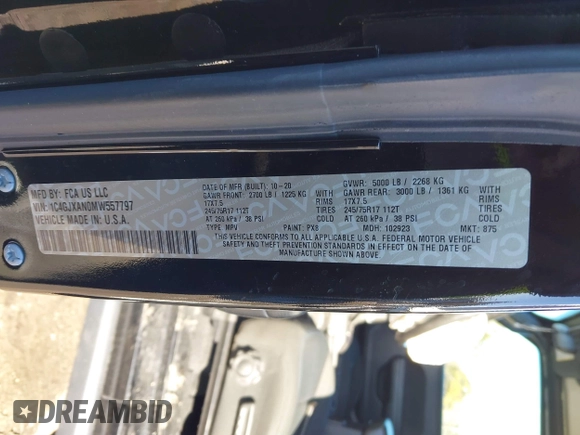 MFD BY: FCA US LLC
VIN: 1C4GJXAN0MW557797
VEHICLE MADE IN: U.S.A.
DATE OF MFR (BUILT): 10-20
GAWR FRONT: 2700 LB / 1225 KG
17X7.5 RIMS
245/75R17 112T TIRES
AT 260 kPa / 38 PSI COLD
GVWR: 5000 LB / 2268 KG
GAWR REAR: 3000 LB / 1361 KG
17X7.5 RIMS
245/75R17 112T TIRES
AT 260 kPa / 38 PSI COLD
TYPE: MPV PAINT: PX8 MDH: 102923 MKT: 875
THIS VEHICLE CONFORMS TO ALL APPLICABLE U.S.A. FEDERAL MOTOR VEHICLE
SAFETY AND THEFT PREVENTION STANDARDS IN EFFECT ON THE DATE OF
MANUFACTURE SHOWN ABOVE.
DREAMBID